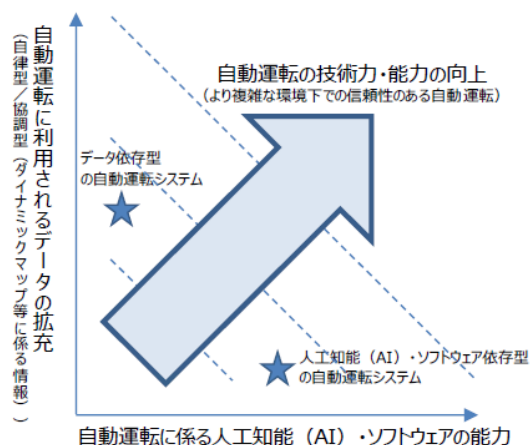 自動運転に利用されるデータの拡充
（自律型／協調型（ダイナミックマップ等に係る情報））
自動運転の技術力・能力の向上
（より複雑な環境下での信頼性のある自動運転）
データ依存型
の自動運転システム
人工知能（AI）・ソフトウェア依存型
の自動運転システム
自動運転に係る人工知能（AI）・ソフトウェアの能力